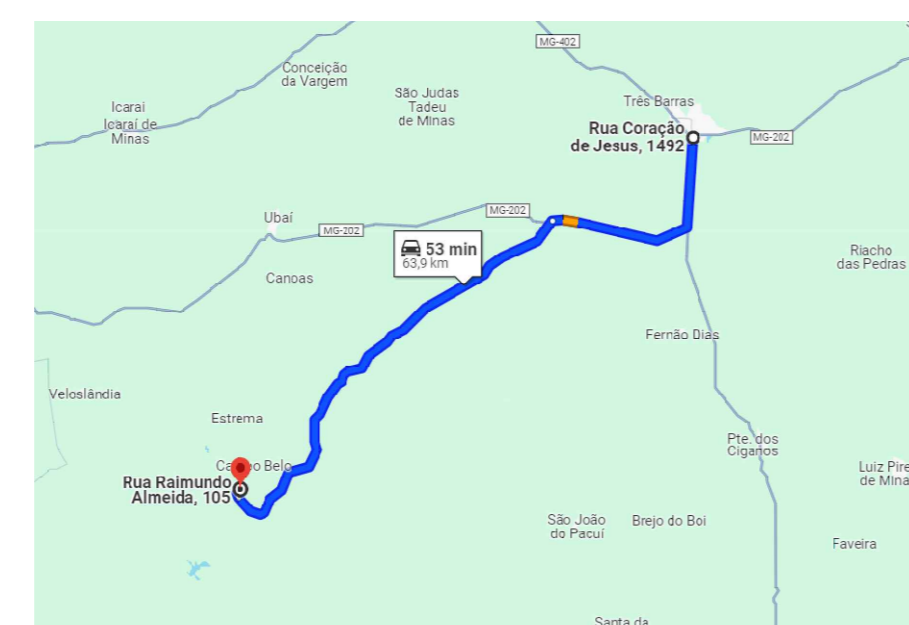 MG-402
Conceição
da Vargem
São Judas
Tadeu
de Minas
Icaraí
Icaraí de
Minas
Três Barras
Rua Coração
de Jesus, 1492
MG-202
Ubaí
MG-202
MG-202
53 min
63,9 km
Riacho
das Pedras
Canoas
Fernão Dias
Veloslândia
Estrema
Pte. dos
Ciganos
Belo
Luiz Pire
de Mina
Rua Raimundo
Almeida, 105
São João
do Pacuí
Brejo do Boi
Faveira
Santa da